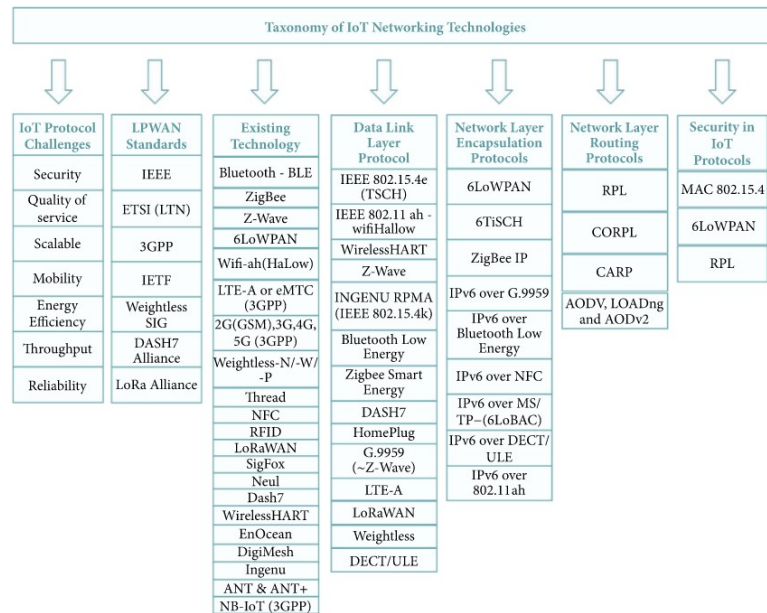 Taxonomy of IoT Networking Technologies
IoT Protocol
Challenges
Security
Quality of
service
Scalable
Mobility
Energy
Efficiency
Throughput
Reliability
LPWAN
Standards
IEEE
ETSI (LTN)
3GPP
IETF
Weightless
SIG
DASH7
Alliance
LoRa Alliance
Existing
Technology
Bluetooth - BLE
ZigBee
Z-Wave
6LoWPAN
Wifi-ah(HaLow)
LTE-A or eMTC
(3GPP)
2G(GSM),3G,4G,
5G (3GPP)
Weightless-N/-W/
-P
Thread
NFC
RFID
LoRaWAN
SigFox
Neul
Dash7
WirelessHART
EnOcean
DigiMesh
Ingenu
ANT & ANT+
NB-IoT (3GPP)
Data Link
Layer
Protocol
IEEE 802.15.4e
(TSCH)
IEEE 802.11 ah -
wifiHallow
WirelessHART
Z-Wave
INGENU RPMA
(IEEE 802.15.4k)
Bluetooth Low
Energy
Zigbee Smart
Energy
DASH7
HomePlug
G.9959
(~Z-Wave)
LTE-A
LoRaWAN
Weightless
DECT/ULE
Network Layer
Encapsulation
Protocols
6LoWPAN
6TiSCH
ZigBee IP
IPv6 over G.9959
IPv6 over
Bluetooth Low
Energy
IPv6 over NFC
IPv6 over MS/
TP−(6LoBAC)
IPv6 over DECT/
ULE
IPv6 over
802.11ah
Network Layer
Routing
Protocols
RPL
CORPL
CARP
AODV, LOADng
and AODv2
Security in
IoT
Protocols
MAC 802.15.4
6LoWPAN
RPL